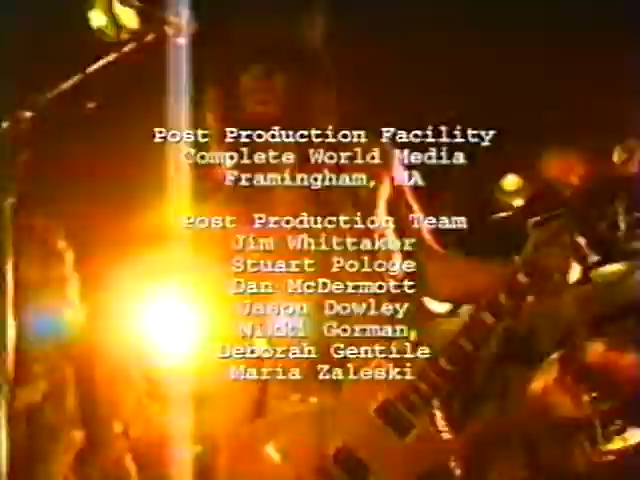 Post Production Facility
Complete World Media
Framingham, MA
Post Production Team
Jim Whittaker
Stuart Pologe
Dan McDermott
Jason Dowley
Nikki Gorman,
Deborah Gentile
Maria Zaleski